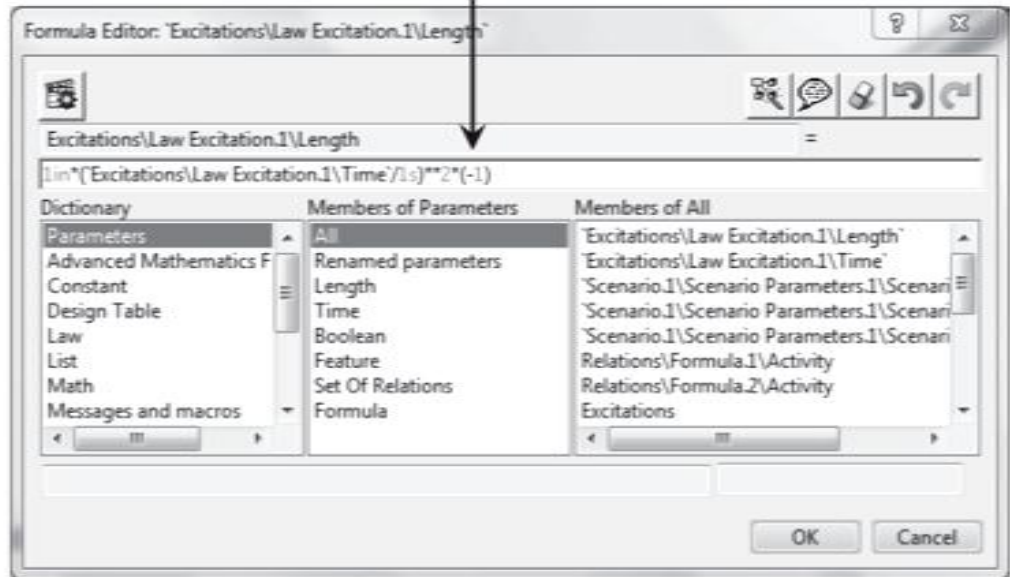 Formula Editor: `Excitations\Law Excitation.1\Length`
Excitations\Law Excitation.1\Length =
1in*(`Excitations\Law Excitation.1\Time`/1s)**2*(-1)
Dictionary Members of Parameters Members of All
Parameters
Advanced Mathematics F
Constant
Design Table
Law
List
Math
Messages and macros
All
Renamed parameters
Length
Time
Boolean
Feature
Set Of Relations
Formula
`Excitations\Law Excitation.1\Length`
`Excitations\Law Excitation.1\Time`
`Scenario.1\Scenario Parameters.1\Scenari
`Scenario.1\Scenario Parameters.1\Scenari
`Scenario.1\Scenario Parameters.1\Scenari
Relations\Formula.1\Activity
Relations\Formula.2\Activity
Excitations
OK Cancel